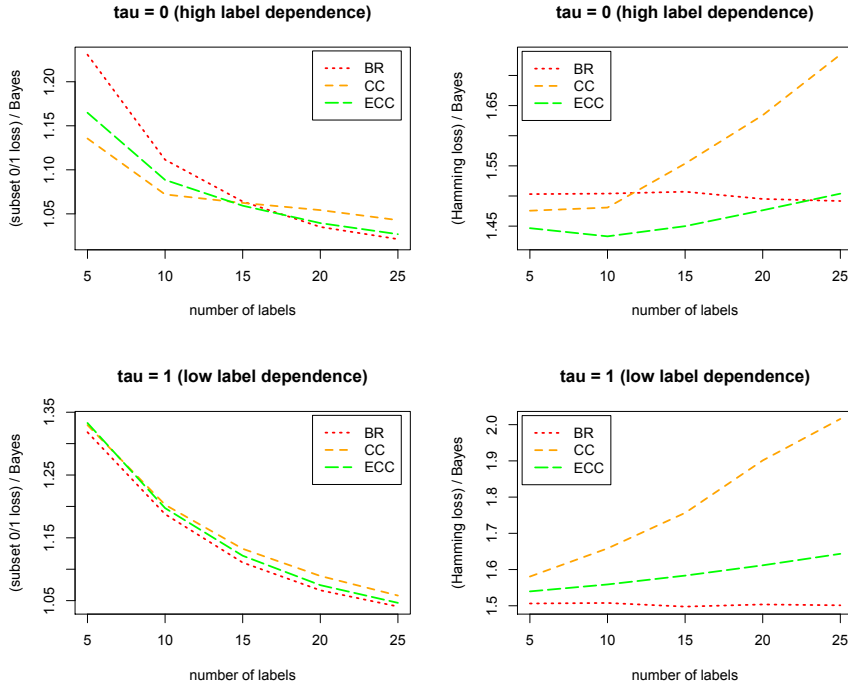 tau = 0 (high label dependence)
(subset 0/1 loss) / Bayes
1.20
1.15
1.10
1.05
BR
CC
ECC
5 10 15 20 25
number of labels
tau = 0 (high label dependence)
(Hamming loss) / Bayes
1.65
1.55
1.45
BR
CC
ECC
5 10 15 20 25
number of labels
tau = 1 (low label dependence)
(subset 0/1 loss) / Bayes
1.35
1.25
1.15
1.05
BR
CC
ECC
5 10 15 20 25
number of labels
tau = 1 (low label dependence)
(Hamming loss) / Bayes
2.0
1.9
1.8
1.7
1.6
1.5
BR
CC
ECC
5 10 15 20 25
number of labels